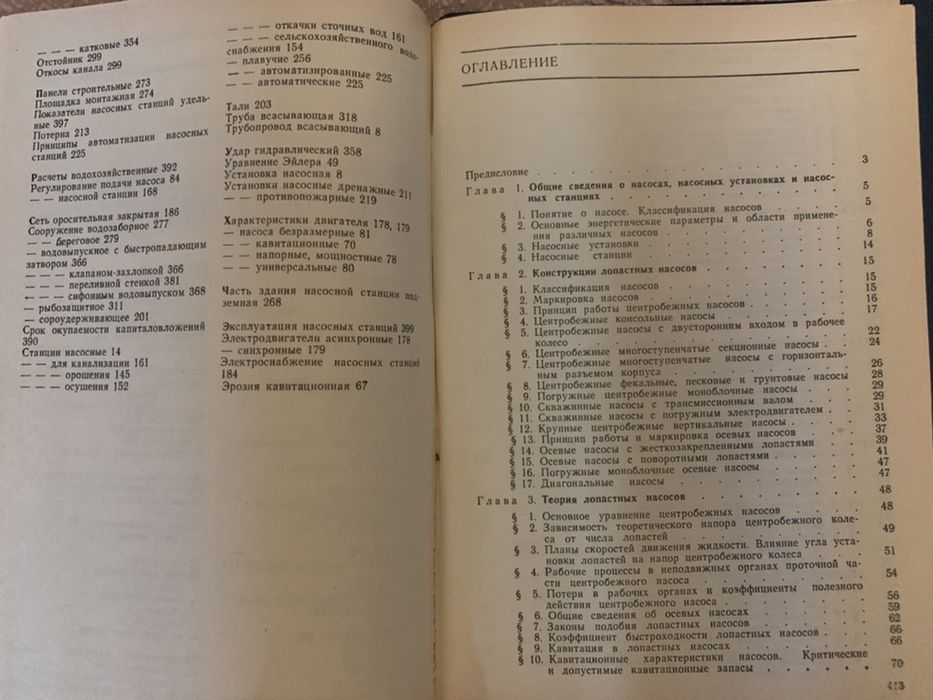 — — — катковые 354
Отстойник 299
Откосы канала 299
Панели строительные 273
Площадка монтажная 274
Показатели насосных станций удель-
ные 397
Потерна 213
Принципы автоматизации насосных
станций 225
Расчеты водохозяйственные 392
Регулирование подачи насоса 84
— — насосной станции 168
Сеть оросительная закрытая 186
Сооружение водозаборное 277
— — береговое 279
— водовыпускное с быстропадающим
затвором 366
— — — клапаном-захлопкой 366
— — — переливной стенкой 381
— — — сифонным водовыпуском 368
— рыбозащитное 311
— сороудерживающее 201
Срок окупаемости капиталовложений
390
Станции насосные 14
— — для канализации 161
— — — орошения 145
— — — осушения 152
— — — откачки сточных вод 161
— — — сельскохозяйственного водо-
снабжения 154
— — плавучие 256
— — автоматизированные 225
— — автоматические 225
Тали 203
Труба всасывающая 318
Трубопровод всасывающий 8
Удар гидравлический 358
Уравнение Эйлера 49
Установка насосная 8
Установки насосные дренажные 211
— — противопожарные 219
Характеристики двигателя 178, 179
— насоса безразмерные 81
— — кавитационные 70
— — напорные, мощностные 78
— — универсальные 80
Часть здания насосной станции под-
земная 268
Эксплуатация насосных станций 399
Электродвигатели асинхронные 178
— синхронные 179
Электроснабжение насосных станций
184
Эрозия кавитационная 67
ОГЛАВЛЕНИЕ
Предисловие . . . . . . . . . . 3
Глава 1. Общие сведения о насосах, насосных установках и насос-
ных станциях . . . . . . . . . . 5
§ 1. Понятие о насосе. Классификация насосов . . . . 5
§ 2. Основные энергетические параметры и области примене-
ния различных насосов . . . . . . . 6
§ 3. Насосные установки . . . . . . . 8
§ 4. Насосные станции . . . . . . . 14
Глава 2. Конструкции лопастных насосов . . . . . . 15
§ 1. Классификация насосов . . . . . . 15
§ 2. Маркировка насосов . . . . . . . 15
§ 3. Принцип работы центробежных насосов . . . . 16
§ 4. Центробежные консольные насосы . . . . . 17
§ 5. Центробежные насосы с двусторонним входом в рабочее
колесо . . . . . . . . . . 22
§ 6. Центробежные многоступенчатые секционные насосы . . 24
§ 7. Центробежные многоступенчатые насосы с горизонталь-
ным разъемом корпуса . . . . . . . 26
§ 8. Центробежные фекальные, песковые и грунтовые насосы 28
§ 9. Погружные центробежные моноблочные насосы . . . 29
§ 10. Скважинные насосы с трансмиссионным валом . . . 29
§ 11. Скважинные насосы с погружным электродвигателем . . 31
§ 12. Крупные центробежные вертикальные насосы . . . 33
§ 13. Принцип работы и маркировка осевых насосов . . . 37
§ 14. Осевые насосы с жесткозакрепленными лопастями . . 39
§ 15. Осевые насосы с поворотными лопастями . . . . 41
§ 16. Погружные моноблочные осевые насосы . . . . 47
§ 17. Диагональные насосы . . . . . . . 47
Глава 3. Теория лопастных насосов . . . . . . . 48
§ 1. Основное уравнение центробежных насосов . . . . 48
§ 2. Зависимость теоретического напора центробежного коле-
са от числа лопастей . . . . . . . 49
§ 3. Планы скоростей движения жидкости. Влияние угла уста-
новки лопастей на напор центробежного колеса . . . 51
§ 4. Рабочие процессы в неподвижных органах проточной ча-
сти центробежного насоса . . . . . . 54
§ 5. Потери в рабочих органах и коэффициенты полезного
действия центробежного насоса . . . . . . 56
§ 6. Общие сведения об осевых насосах . . . . . 59
§ 7. Законы подобия лопастных насосов . . . . . 62
§ 8. Коэффициент быстроходности лопастных насосов . . . 66
§ 9. Кавитация в лопастных насосах . . . . . 66
§ 10. Кавитационные характеристики насосов. Критические
и допустимые кавитационные запасы . . . . . 70
413